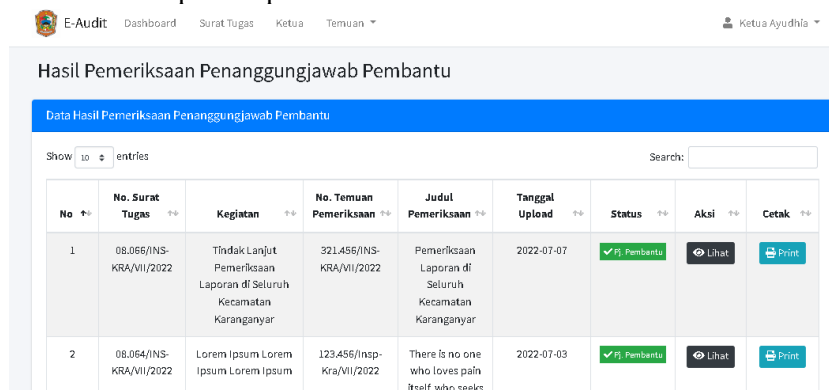 E-Audit Dashboard Surat Tugas Ketua Temuan Ketua Ayudhia
Hasil Pemeriksaan Penanggungjawab Pembantu
Data Hasil Pemeriksaan Penanggungjawab Pembantu
Show 10 entries Search:
No No. Surat Tugas Kegiatan No. Temuan Pemeriksaan Judul Pemeriksaan Tanggal Upload Status Aksi Cetak
1 08.066/INS-KRA/VII/2022 Tindak Lanjut Pemeriksaan Laporan di Seluruh Kecamatan Karanganyar 321.456/INS-KRA/VII/2022 Pemeriksaan Laporan di Seluruh Kecamatan Karanganyar 2022-07-07 Pj. Pembantu Lihat Print
2 08.064/INS-KRA/VII/2022 Lorem Ipsum Lorem Ipsum Lorem Ipsum 123.456/Insp-Kra/VII/2022 There is no one who loves pain itself, who seeks 2022-07-03 Pj. Pembantu Lihat Print